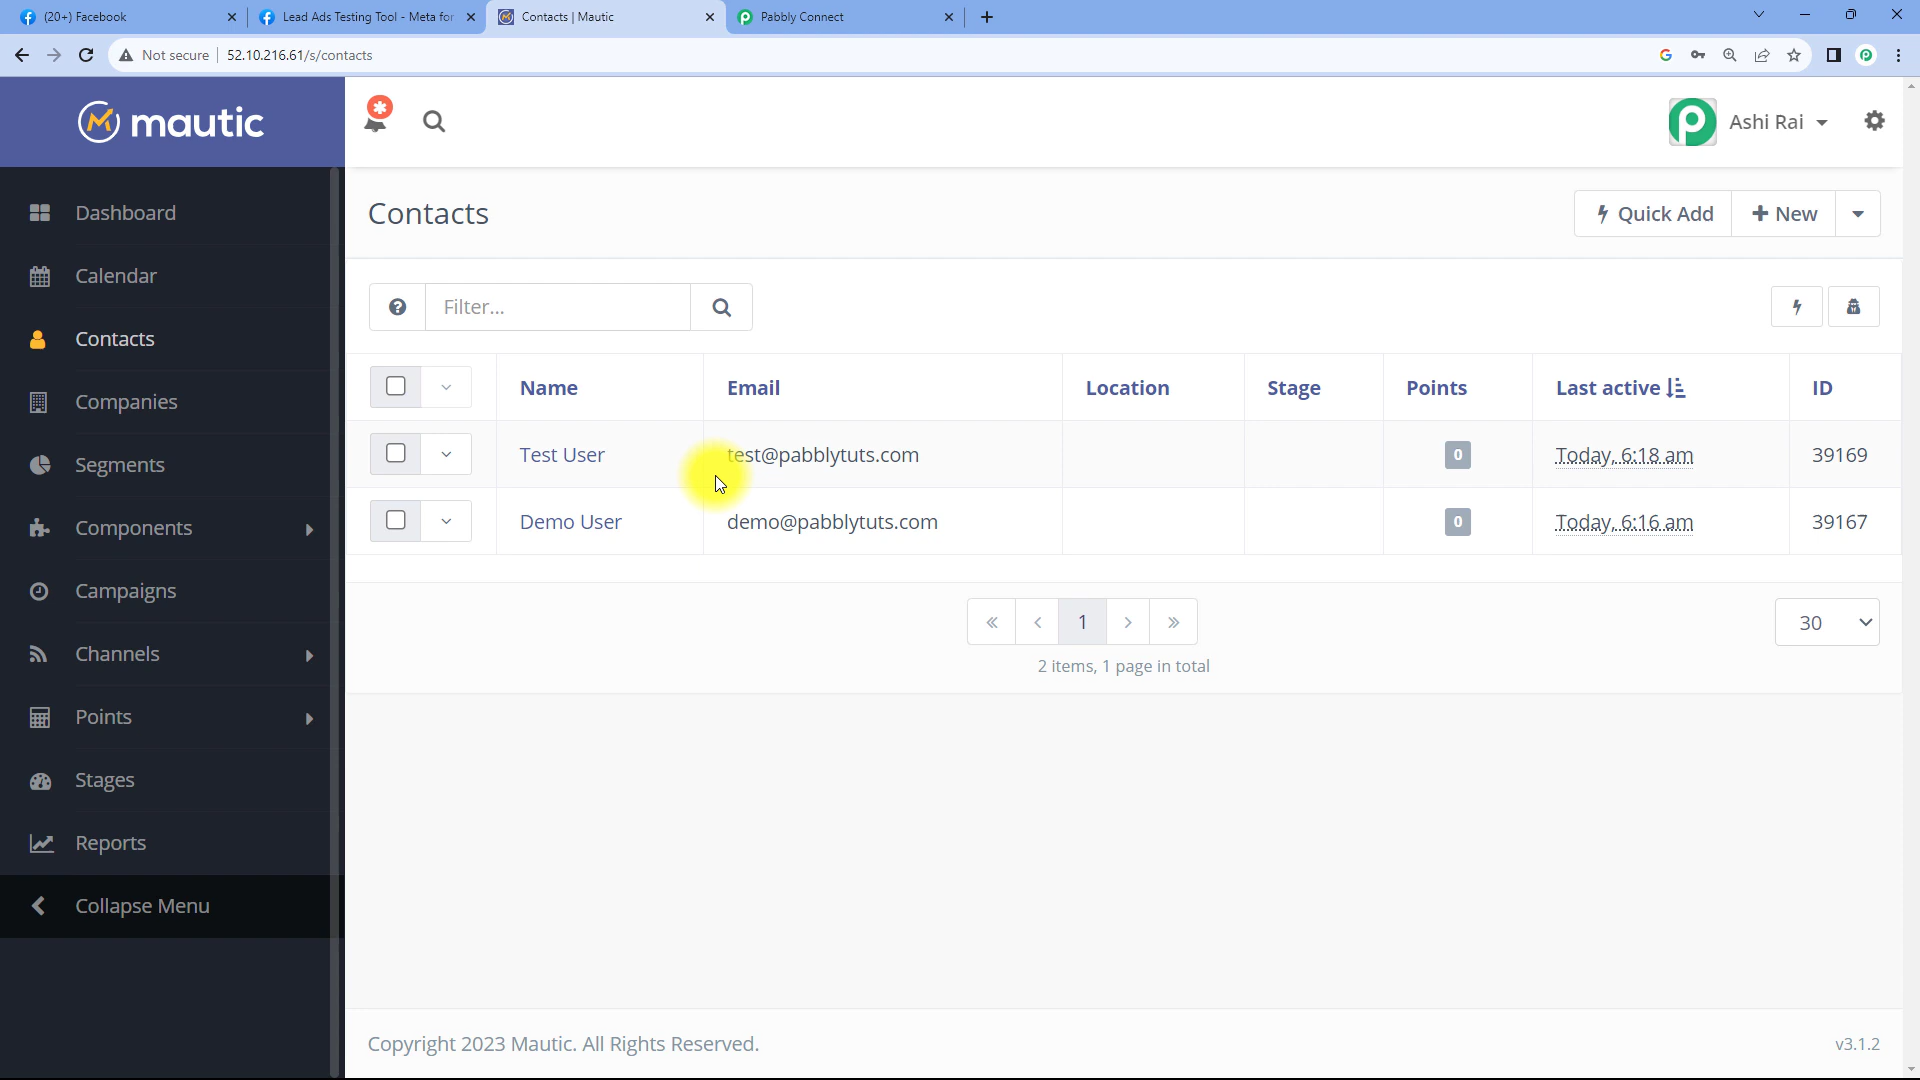 (20+) Facebook
Lead Ads Testing Tool - Meta for
Contacts | Mautic
Pabbly Connect
Not secure
52.10.216.61/s/contacts
mautic
Ashi Rai
Dashboard
Calendar
Contacts
Companies
Segments
Components
Campaigns
Channels
Points
Stages
Reports
Collapse Menu
Contacts
Quick Add
New
Filter...
Name Email Location Stage Points Last active ID
Test User test@pabblytuts.com 0 Today, 6:18 am 39169
Demo User demo@pabblytuts.com 0 Today, 6:16 am 39167
« ‹ 1 › »
30
2 items, 1 page in total
Copyright 2023 Mautic. All Rights Reserved.
v3.1.2